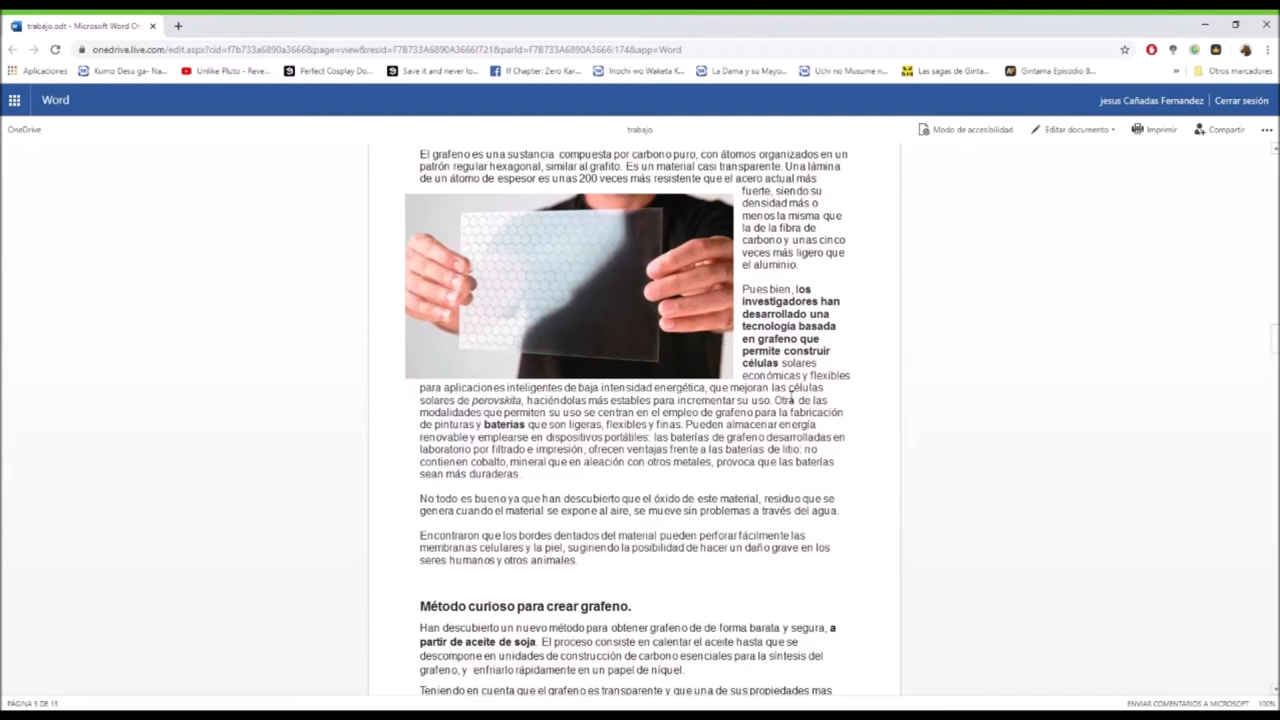 trabajo.odt - Microsoft Word On
onedrive.live.com/edit.aspx?cid=f7b733a6890a3666&page=view&resid=F7B733A6890A3666!721&parId=F7B733A6890A3666!174&app=Word
Aplicaciones
Kumo Desu ga- Na...
Unlike Pluto - Reve...
Perfect Cosplay Do...
Save it and never lo...
!! Chapter: Zero Kar...
Inochi wo Waketa K...
La Dama y su Mayo...
Uchi no Musume n...
Las sagas de Ginta...
Gintama Episodio 8...
»
Otros marcadores
Word
jesus Cañadas Fernandez
Cerrar sesión
OneDrive
trabajo
Modo de accesibilidad
Editar documento
Imprimir
Compartir
El grafeno es una sustancia compuesta por carbono puro, con átomos organizados en un
patrón regular hexagonal, similar al grafito. Es un material casi transparente. Una lámina
de un átomo de espesor es unas 200 veces más resistente que el acero actual más
fuerte, siendo su
densidad más o
menos la misma que
la de la fibra de
carbono y unas cinco
veces más ligero que
el aluminio.
Pues bien, los
investigadores han
desarrollado una
tecnología basada
en grafeno que
permite construir
células solares
económicas y flexibles
para aplicaciones inteligentes de baja intensidad energética, que mejoran las células
solares de perovskita, haciéndolas más estables para incrementar su uso. Otra de las
modalidades que permiten su uso se centran en el empleo de grafeno para la fabricación
de pinturas y baterías que son ligeras, flexibles y finas. Pueden almacenar energía
renovable y emplearse en dispositivos portátiles: las baterías de grafeno desarrolladas en
laboratorio por filtrado e impresión, ofrecen ventajas frente a las baterías de litio: no
contienen cobalto, mineral que en aleación con otros metales, provoca que las baterías
sean más duraderas.
No todo es bueno ya que han descubierto que el óxido de este material, residuo que se
genera cuando el material se expone al aire, se mueve sin problemas a través del agua.
Encontraron que los bordes dentados del material pueden perforar fácilmente las
membranas celulares y la piel, sugiriendo la posibilidad de hacer un daño grave en los
seres humanos y otros animales.
Método curioso para crear grafeno.
Han descubierto un nuevo método para obtener grafeno de de forma barata y segura, a
partir de aceite de soja. El proceso consiste en calentar el aceite hasta que se
descompone en unidades de construcción de carbono esenciales para la síntesis del
grafeno, y enfriarlo rápidamente en un papel de níquel.
Teniendo en cuenta que el grafeno es transparente y que una de sus propiedades mas
PÁGINA 5 DE 13
ENVIAR COMENTARIOS A MICROSOFT
100%